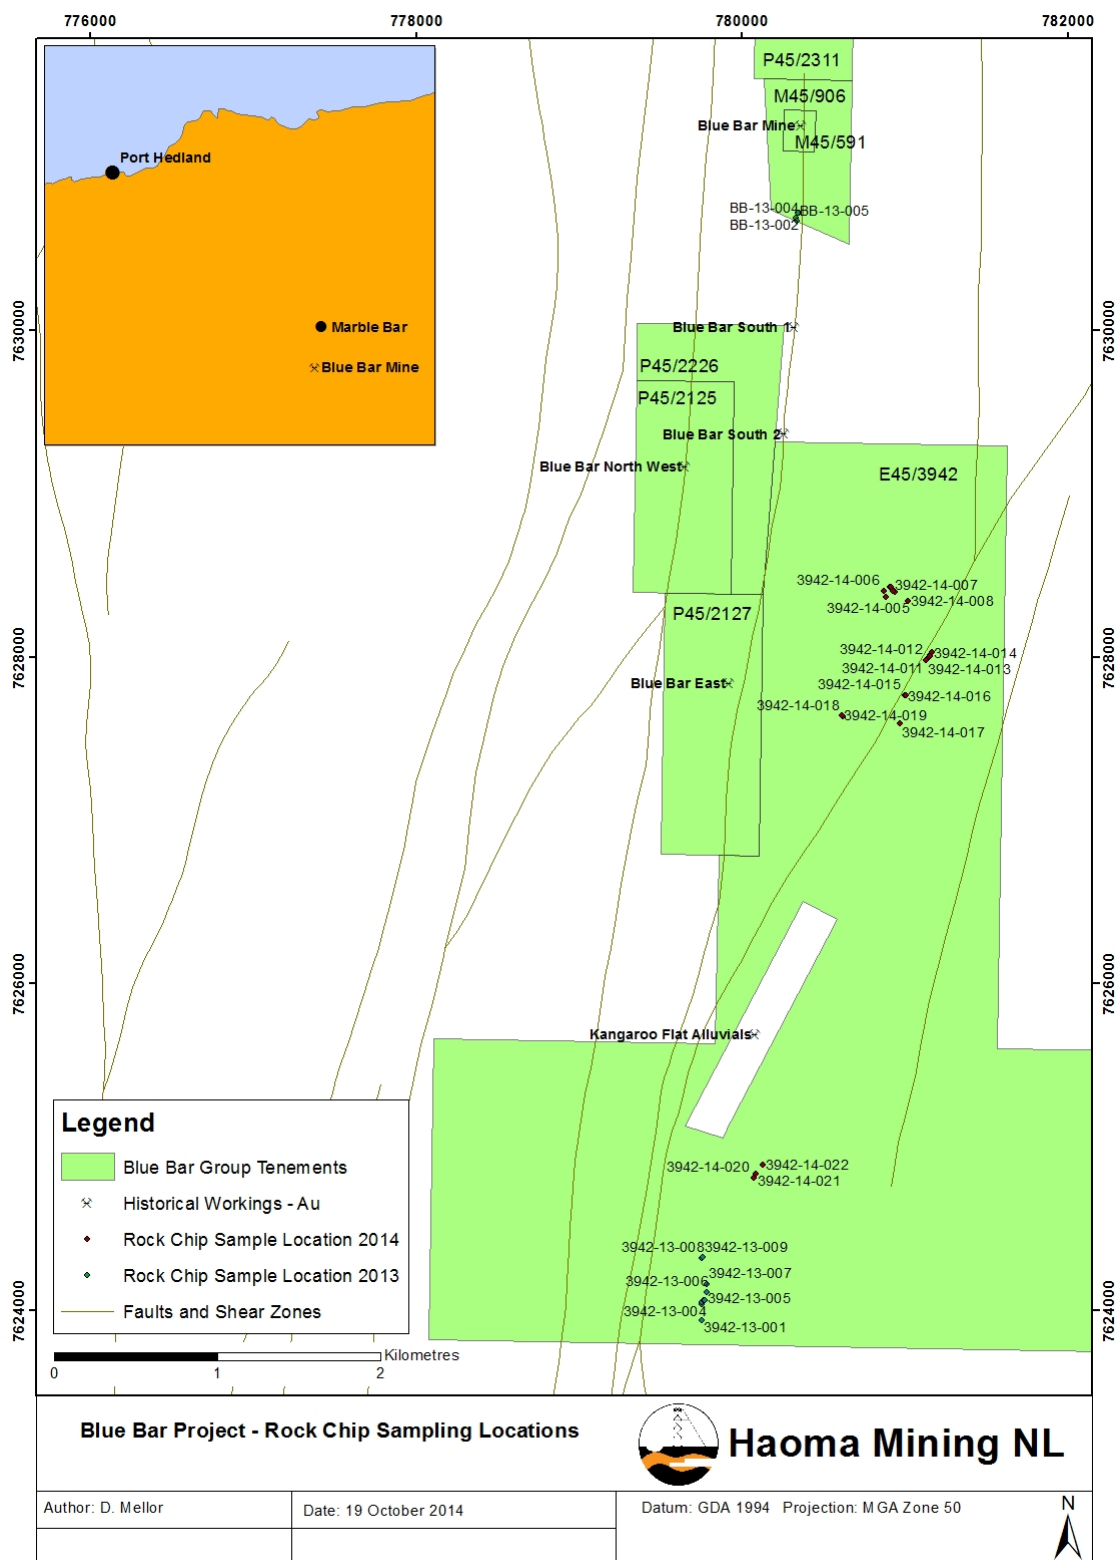 776000
778000
780000
782000
P45/2311
M45/906
Blue Bar Mine
M45/591
Port Hedland
BB-13-004
BB-13-005
BB-13-002
Marble Bar
Blue Bar Mine
7630000
7630000
Blue Bar South 1
P45/2226
P45/2125
Blue Bar South 2
Blue Bar North West
E45/3942
3942-14-006
3942-14-007
3942-14-005
3942-14-008
P45/2127
7628000
7628000
3942-14-012
3942-14-014
3942-14-011
3942-14-013
Blue Bar East
3942-14-015
3942-14-016
3942-14-018
3942-14-019
3942-14-017
7626000
7626000
Kangaroo Flat Alluvials
3942-14-020
3942-14-022
3942-14-021
3942-13-008
3942-13-009
3942-13-007
3942-13-006
3942-13-005
3942-13-004
3942-13-001
7624000
7624000
Legend
Blue Bar Group Tenements
Historical Workings - Au
Rock Chip Sample Location 2014
Rock Chip Sample Location 2013
Faults and Shear Zones
Kilometres
0
1
2
Blue Bar Project - Rock Chip Sampling Locations
Haoma Mining NL
Author: D. Mellor
Date: 19 October 2014
Datum: GDA 1994 Projection: MGA Zone 50
N